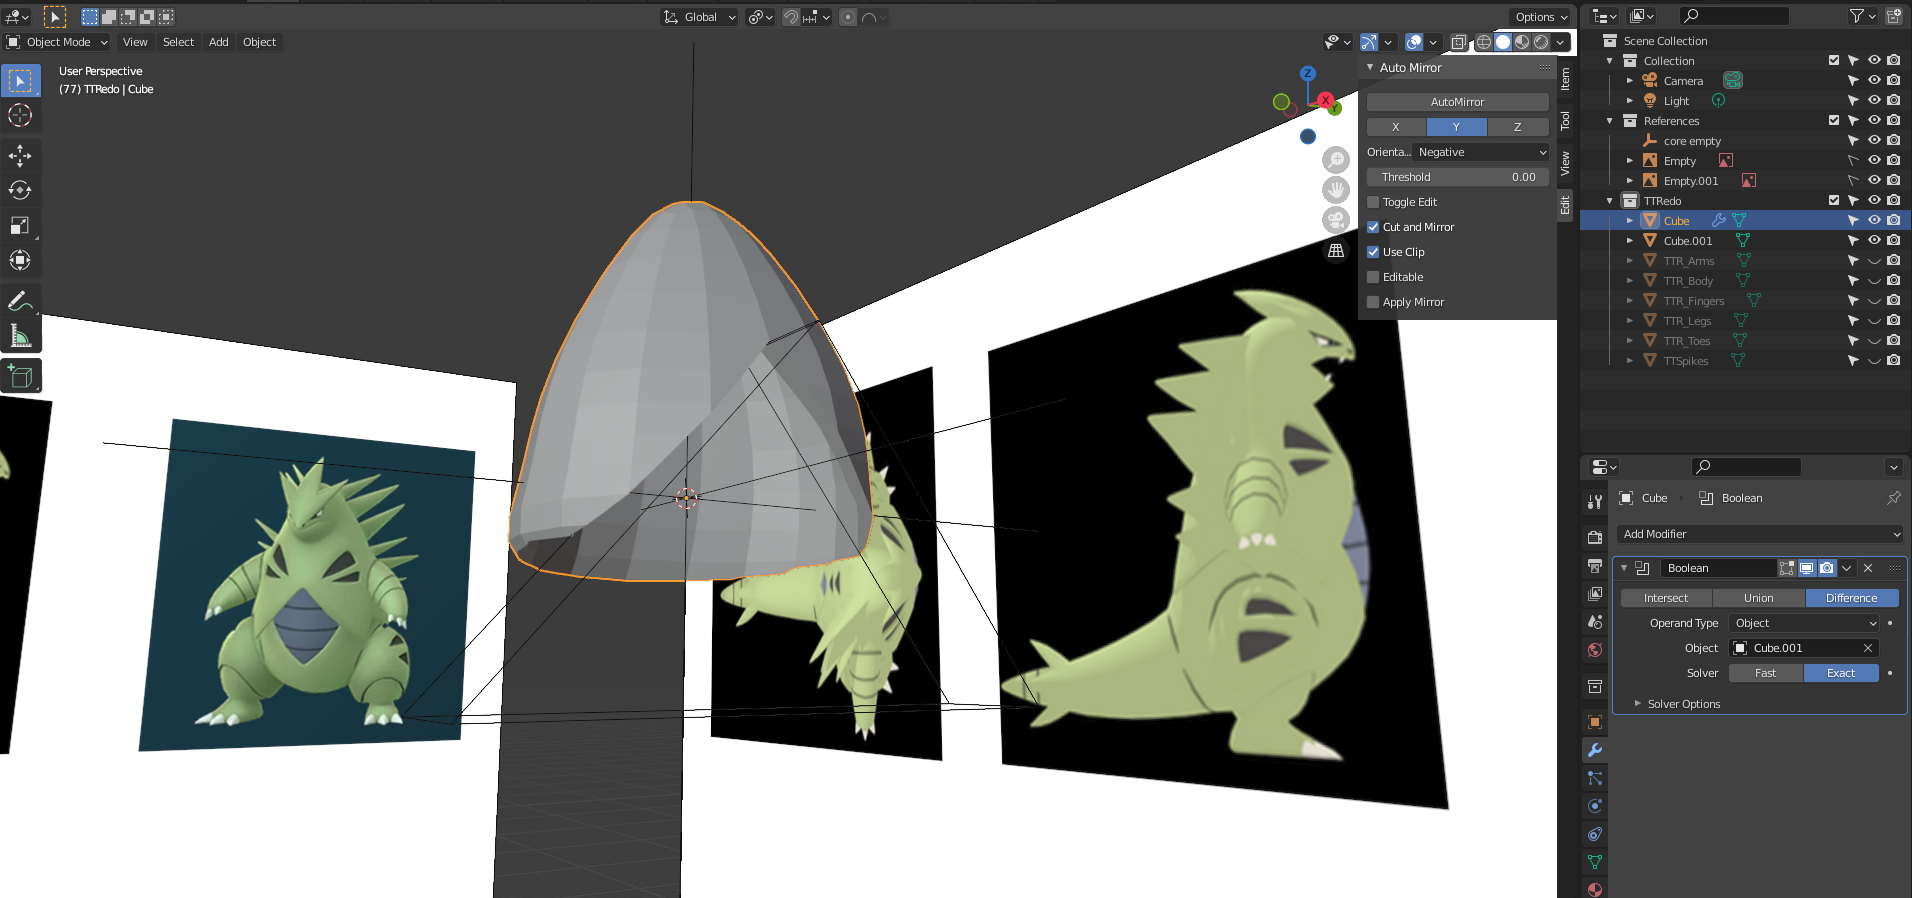 Global
Options
Object Mode
View
Select
Add
Object
User Perspective
(77) TTRedo | Cube
Z
X
Y
Auto Mirror
AutoMirror
X
Y
Z
Orienta...
Negative
Threshold
0.00
Toggle Edit
Cut and Mirror
Use Clip
Editable
Apply Mirror
Item
Tool
View
Edit
Scene Collection
Collection
Camera
Light
References
core empty
Empty
Empty.001
TTRedo
Cube
Cube.001
TTR_Arms
TTR_Body
TTR_Fingers
TTR_Legs
TTR_Toes
TTSpikes
Cube
Boolean
Add Modifier
Boolean
Intersect
Union
Difference
Operand Type
Object
Object
Cube.001
Solver
Fast
Exact
Solver Options